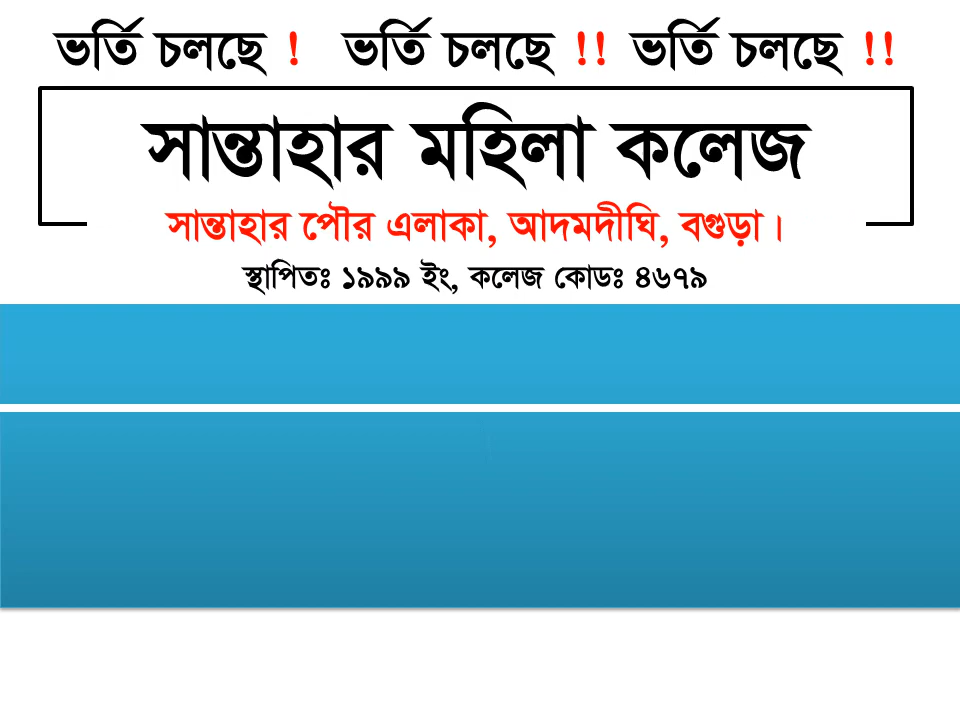 ভর্তি চলছে ! ভর্তি চলছে !! ভর্তি চলছে !!
সান্তাহার মহিলা কলেজ
সান্তাহার পৌর এলাকা, আদমদীঘি, বগুড়া।
স্থাপিতঃ ১৯৯৯ ইং, কলেজ কোডঃ ৪৬৭৯